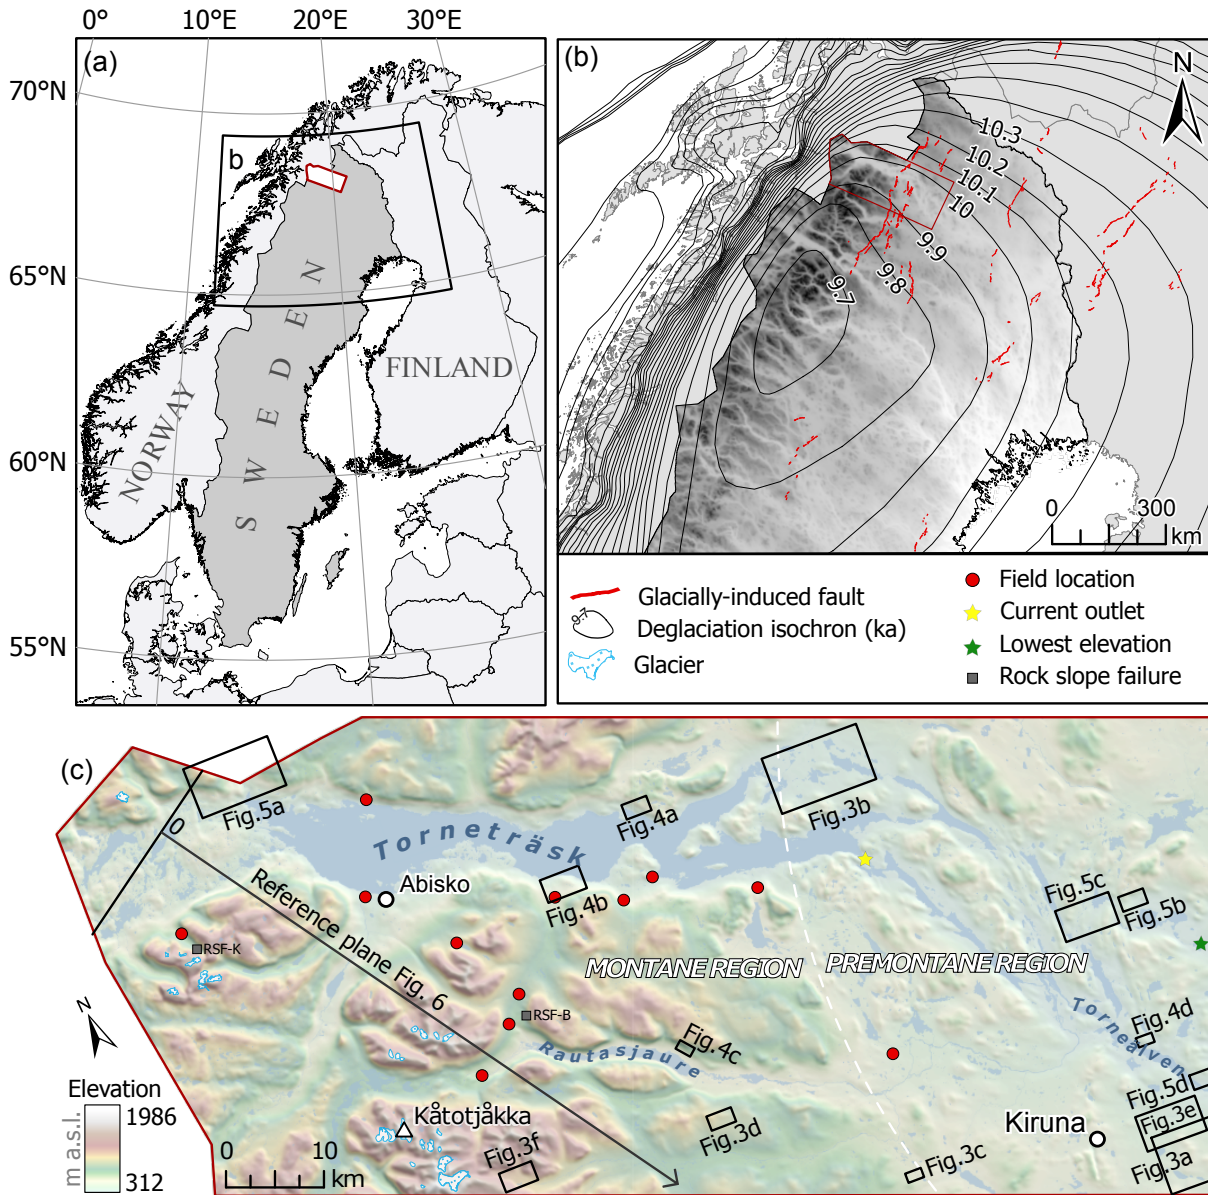 0°
10°E
20°E
30°E
70°N
65°N
60°N
55°N
(a)
b
SWEDEN
NORWAY
FINLAND
(b)
N
10.3
10.2
10.1
10
9.9
9.8
9.7
0 300
km
9.7
Glacially-induced fault
Deglaciation isochron (ka)
Glacier
Field location
Current outlet
Lowest elevation
Rock slope failure
(c)
0
Fig.5a
Torneträsk
Fig.4a
Fig.3b
Abisko
Fig.4b
Fig.5c
Fig.5b
Reference plane Fig. 6
RSF-K
MONTANE REGION
PREMONTANE REGION
RSF-B
Rautasjaure
Fig.4c
Torneälven
Fig.4d
N
Elevation
1986
m a.s.l.
312
0 10
km
Kåtotjåkka
Fig.3f
Fig.3d
Fig.3c
Kiruna
Fig.5d
Fig.3e
Fig.3a